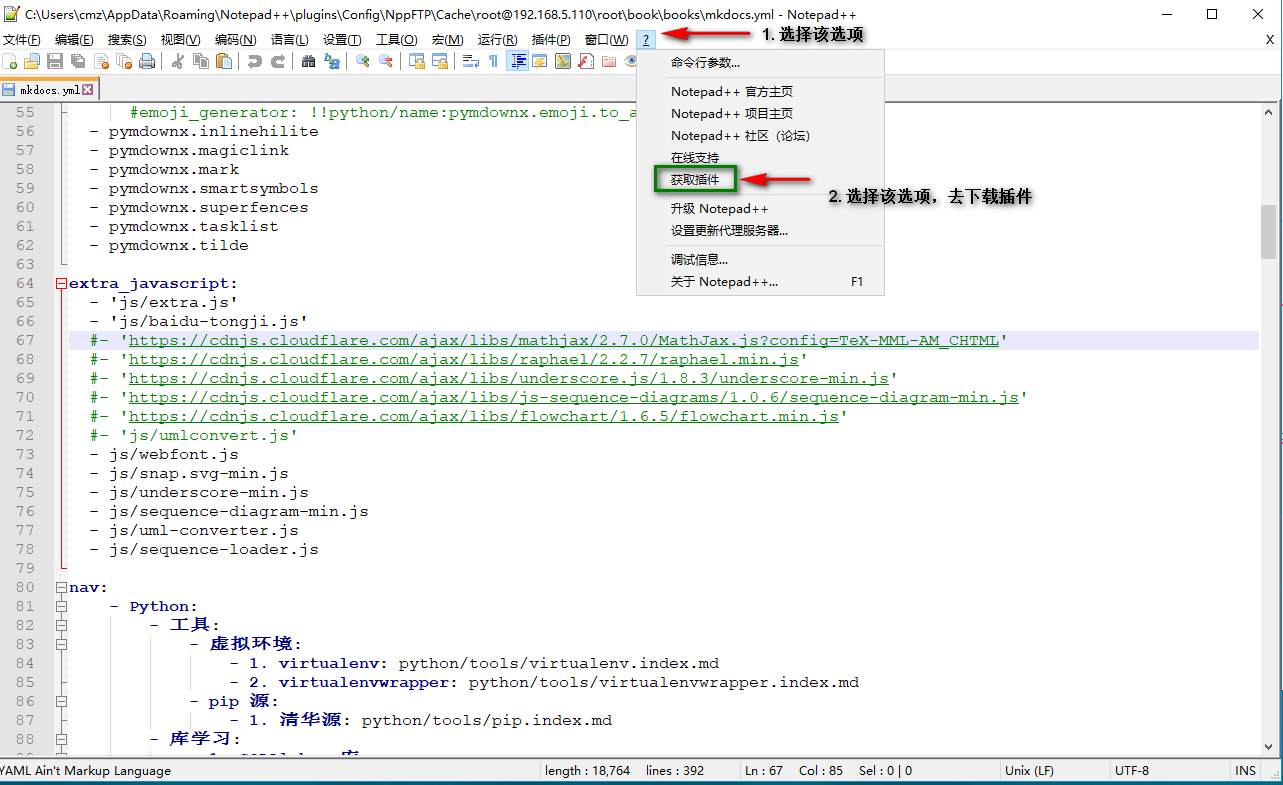 C:\Users\cmz\AppData\Roaming\Notepad++\plugins\Config\NppFTP\Cache\root@192.168.5.110\root\book\books\mkdocs.yml - Notepad++
文件(F) 编辑(E) 搜索(S) 视图(V) 编码(N) 语言(L) 设置(T) 工具(O) 宏(M) 运行(R) 插件(P) 窗口(W) ? X
1. 选择该选项
mkdocs.yml
命令行参数...
Notepad++ 官方主页
Notepad++ 项目主页
Notepad++ 社区（论坛）
在线支持
获取插件
2. 选择该选项，去下载插件
升级 Notepad++
设置更新代理服务器...
调试信息...
关于 Notepad++... F1
55 #emoji_generator: !!python/name:pymdownx.emoji.to_a
56 - pymdownx.inlinehilite
57 - pymdownx.magiclink
58 - pymdownx.mark
59 - pymdownx.smartsymbols
60 - pymdownx.superfences
61 - pymdownx.tasklist
62 - pymdownx.tilde
63
64 extra_javascript:
65 - 'js/extra.js'
66 - 'js/baidu-tongji.js'
67 #- 'https://cdnjs.cloudflare.com/ajax/libs/mathjax/2.7.0/MathJax.js?config=TeX-MML-AM_CHTML'
68 #- 'https://cdnjs.cloudflare.com/ajax/libs/raphael/2.2.7/raphael.min.js'
69 #- 'https://cdnjs.cloudflare.com/ajax/libs/underscore.js/1.8.3/underscore-min.js'
70 #- 'https://cdnjs.cloudflare.com/ajax/libs/js-sequence-diagrams/1.0.6/sequence-diagram-min.js'
71 #- 'https://cdnjs.cloudflare.com/ajax/libs/flowchart/1.6.5/flowchart.min.js'
72 #- 'js/umlconvert.js'
73 - js/webfont.js
74 - js/snap.svg-min.js
75 - js/underscore-min.js
76 - js/sequence-diagram-min.js
77 - js/uml-converter.js
78 - js/sequence-loader.js
79
80 nav:
81 - Python:
82 - 工具:
83 - 虚拟环境:
84 - 1. virtualenv: python/tools/virtualenv.index.md
85 - 2. virtualenvwrapper: python/tools/virtualenvwrapper.index.md
86 - pip 源:
87 - 1. 清华源: python/tools/pip.index.md
88 - 库学习:
YAML Ain't Markup Language length : 18,764 lines : 392 Ln : 67 Col : 85 Sel : 0 | 0 Unix (LF) UTF-8 INS